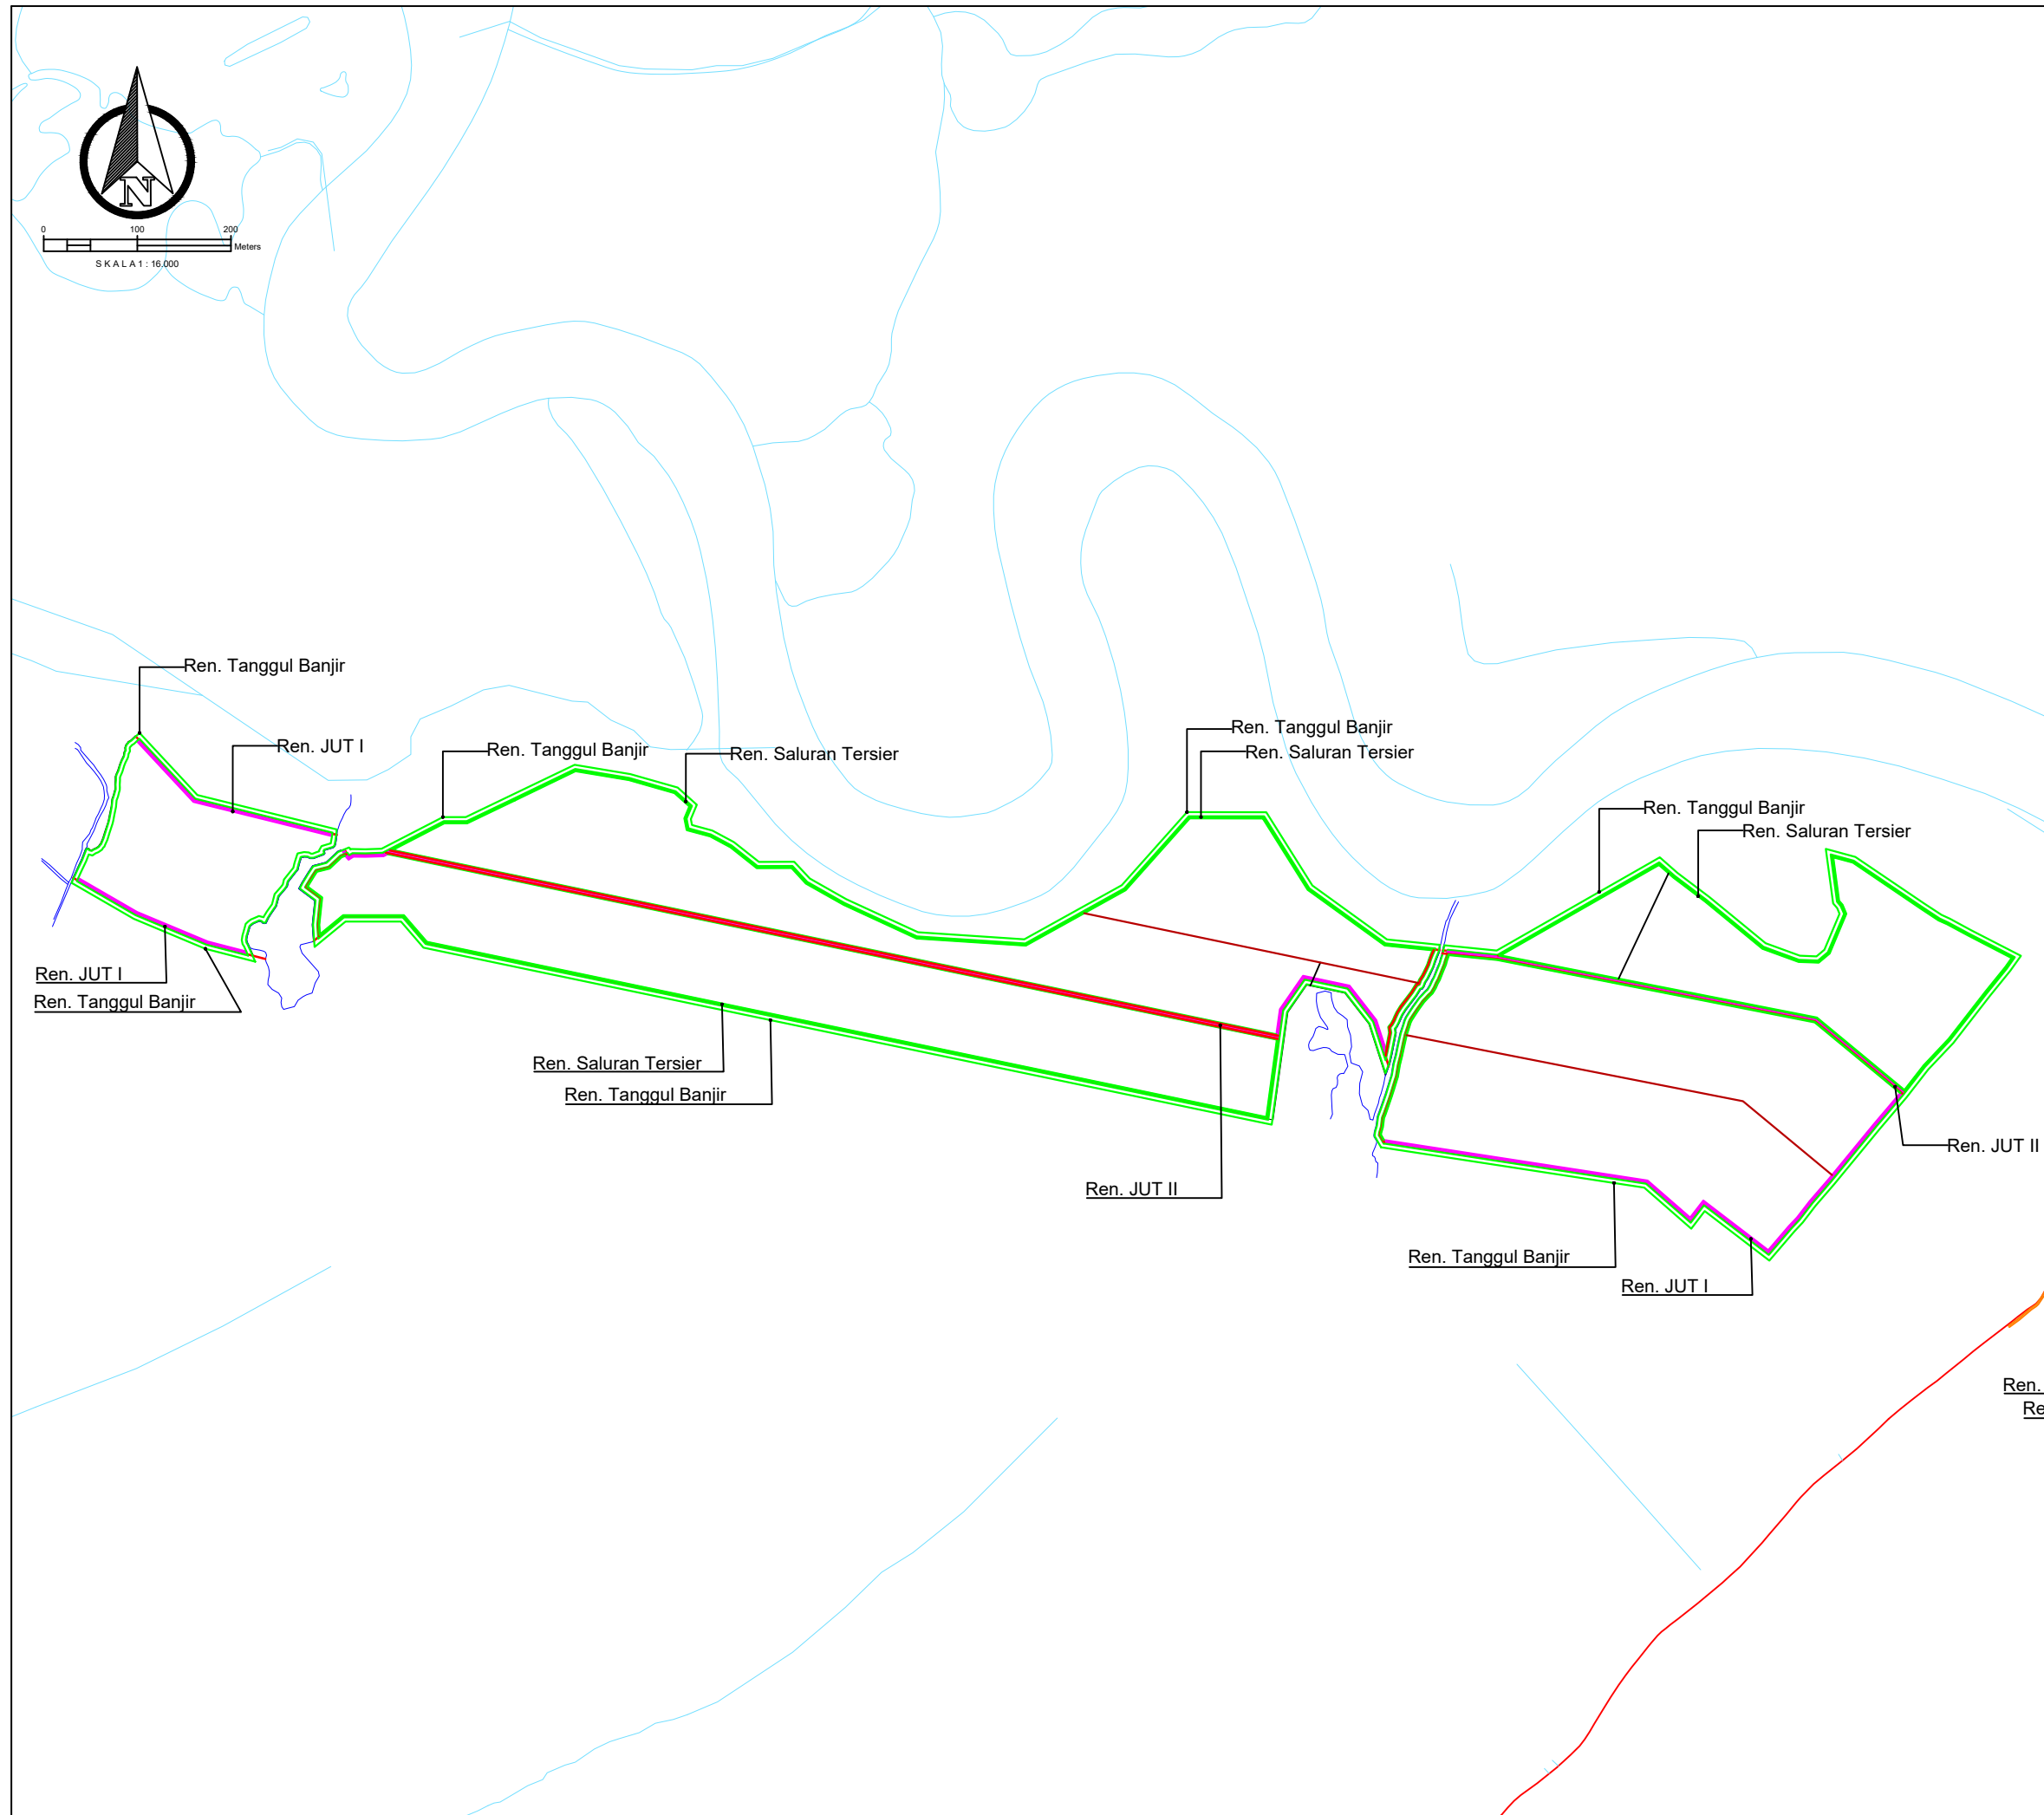 N
0 100 200
Meters
S K A L A 1 : 16.000
Ren. Tanggul Banjir
Ren. JUT I
Ren. Tanggul Banjir
Ren. Saluran Tersier
Ren. Tanggul Banjir
Ren. Saluran Tersier
Ren. Tanggul Banjir
Ren. Saluran Tersier
Ren. JUT I
Ren. Tanggul Banjir
Ren. Saluran Tersier
Ren. Tanggul Banjir
Ren. JUT II
Ren. JUT II
Ren. Tanggul Banjir
Ren. JUT I
Ren.
Re